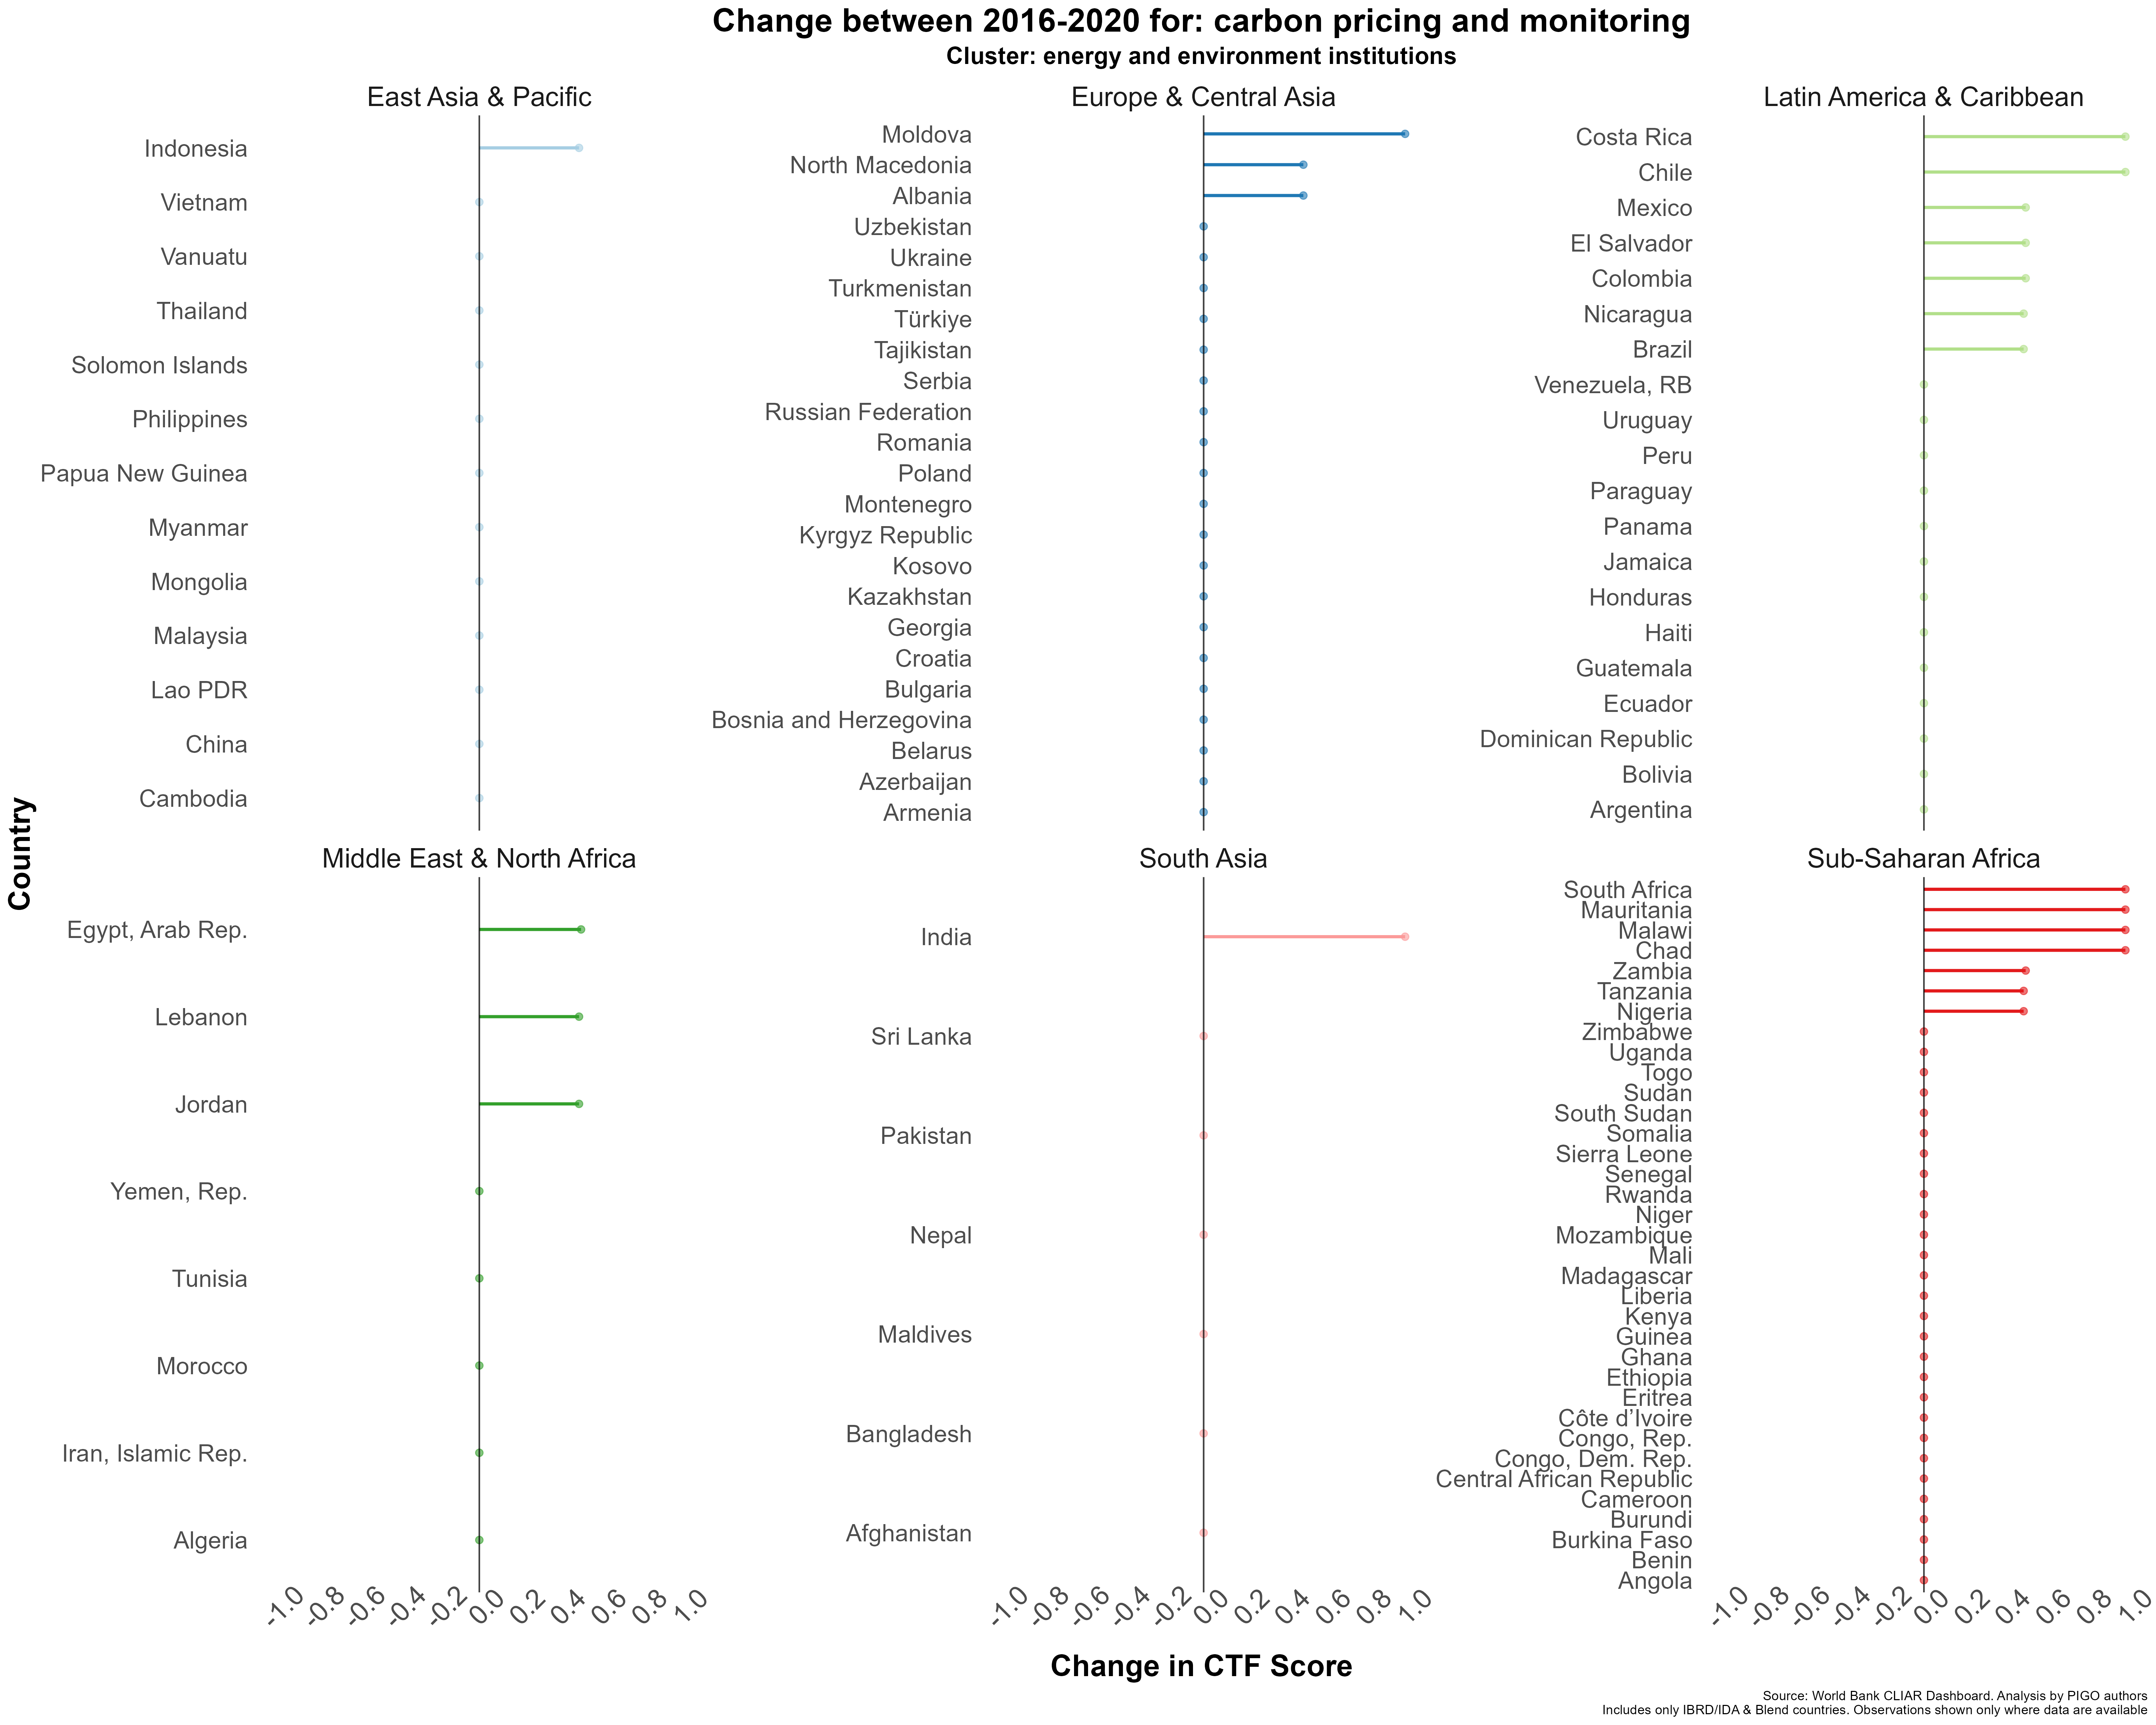 Change between 2016-2020 for: carbon pricing and monitoring
Cluster: energy and environment institutions
East Asia & Pacific
Indonesia
Vietnam
Vanuatu
Thailand
Solomon Islands
Philippines
Papua New Guinea
Myanmar
Mongolia
Malaysia
Lao PDR
China
Cambodia
Europe & Central Asia
Moldova
North Macedonia
Albania
Uzbekistan
Ukraine
Turkmenistan
Türkiye
Tajikistan
Serbia
Russian Federation
Romania
Poland
Montenegro
Kyrgyz Republic
Kosovo
Kazakhstan
Georgia
Croatia
Bulgaria
Bosnia and Herzegovina
Belarus
Azerbaijan
Armenia
Latin America & Caribbean
Costa Rica
Chile
Mexico
El Salvador
Colombia
Nicaragua
Brazil
Venezuela, RB
Uruguay
Peru
Paraguay
Panama
Jamaica
Honduras
Haiti
Guatemala
Ecuador
Dominican Republic
Bolivia
Argentina
Country
Middle East & North Africa
Egypt, Arab Rep.
Lebanon
Jordan
Yemen, Rep.
Tunisia
Morocco
Iran, Islamic Rep.
Algeria
-1.0 -0.8 -0.6 -0.4 -0.2 0.0 0.2 0.4 0.6 0.8 1.0
South Asia
India
Sri Lanka
Pakistan
Nepal
Maldives
Bangladesh
Afghanistan
-1.0 -0.8 -0.6 -0.4 -0.2 0.0 0.2 0.4 0.6 0.8 1.0
Sub-Saharan Africa
South Africa
Mauritania
Malawi
Chad
Zambia
Tanzania
Nigeria
Zimbabwe
Uganda
Togo
Sudan
South Sudan
Somalia
Sierra Leone
Senegal
Rwanda
Niger
Mozambique
Mali
Madagascar
Liberia
Kenya
Guinea
Ghana
Ethiopia
Eritrea
Côte d’Ivoire
Congo, Rep.
Congo, Dem. Rep.
Central African Republic
Cameroon
Burundi
Burkina Faso
Benin
Angola
-1.0 -0.8 -0.6 -0.4 -0.2 0.0 0.2 0.4 0.6 0.8 1.0
Change in CTF Score
Source: World Bank CLIAR Dashboard. Analysis by PIGO authors
Includes only IBRD/IDA & Blend countries. Observations shown only where data are available